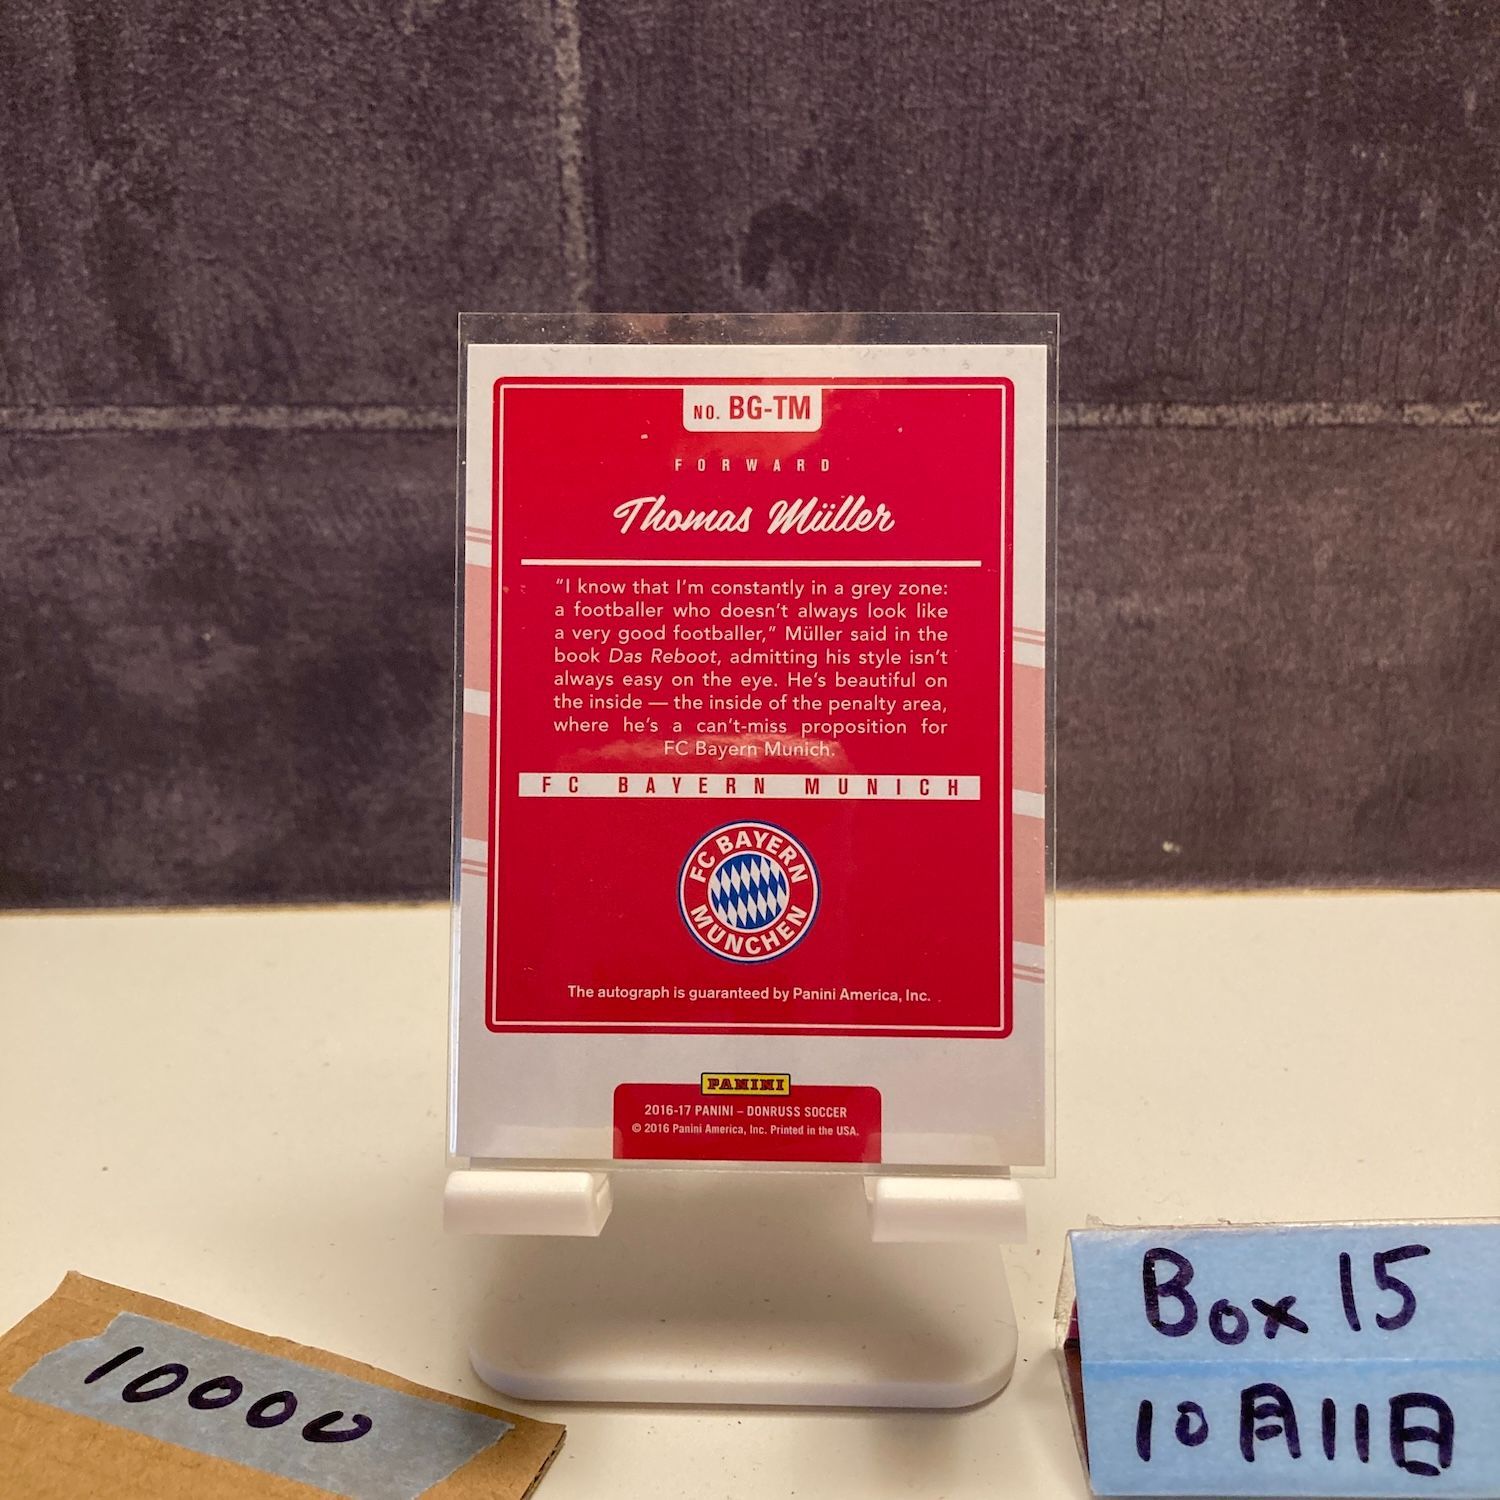 NO. BG-TM
FORWARD
Thomas Müller
“I know that I’m constantly in a grey zone:
a footballer who doesn’t always look like
a very good footballer,” Müller said in the
book Das Reboot, admitting his style isn’t
always easy on the eye. He’s beautiful on
the inside — the inside of the penalty area,
where he’s a can’t-miss proposition for
FC Bayern Munich.
FC BAYERN MUNICH
FC BAYERN
MÜNCHEN
The autograph is guaranteed by Panini America, Inc.
PANINI
2016-17 PANINI – DONRUSS SOCCER
© 2016 Panini America, Inc. Printed in the USA.
10000
Box 15
10月11日